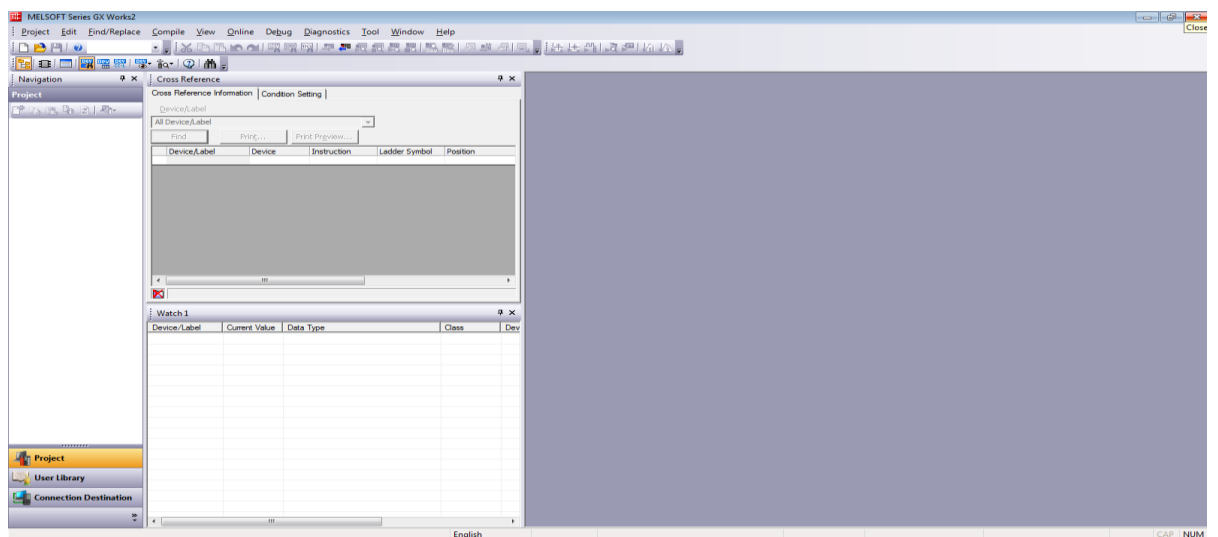 MELSOFT Series GX Works2
Close
Project Edit Find/Replace Compile View Online Debug Diagnostics Tool Window Help
Navigation
Cross Reference
Project
Cross Reference Information
Condition Setting
Device/Label
All Device/Label
Find
Print...
Print Preview...
Device/Label Device Instruction Ladder Symbol Position
Watch 1
Device/Label Current Value Data Type Class Dev
Project
User Library
Connection Destination
English
CAP NUM